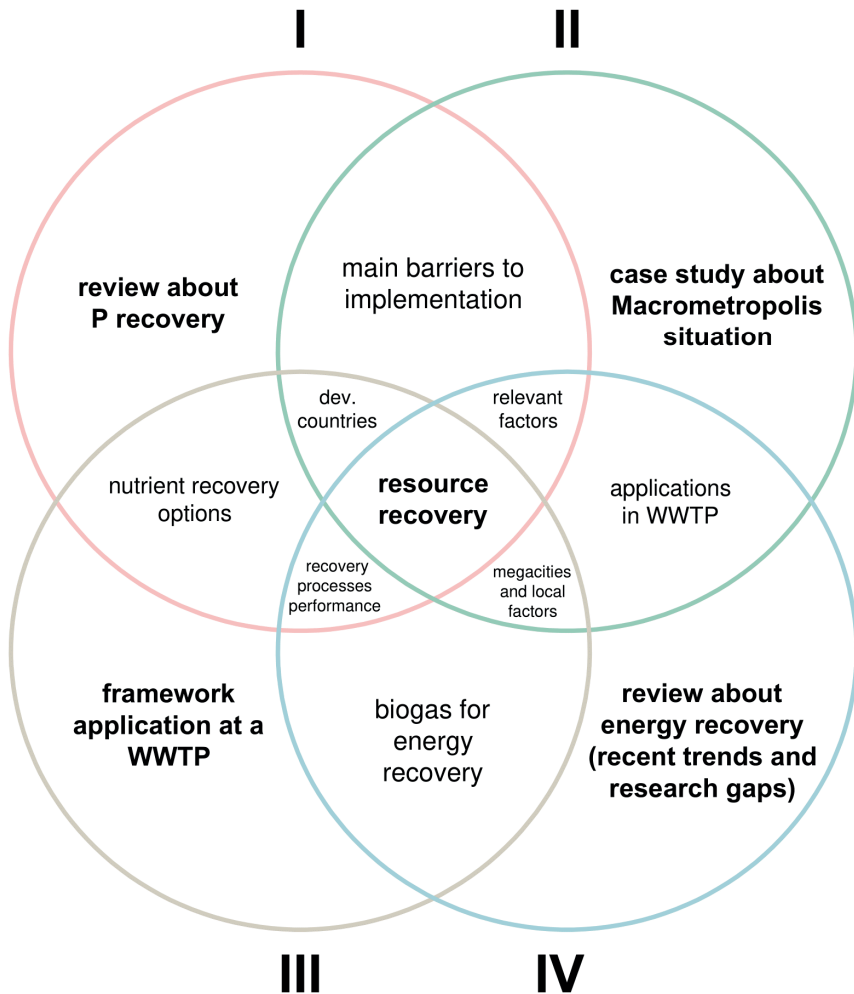 I
II
review about
P recovery
main barriers to
implementation
case study about
Macrometropolis
situation
dev.
countries
relevant
factors
nutrient recovery
options
resource
recovery
applications
in WWTP
recovery
processes
performance
megacities
and local
factors
framework
application at a
WWTP
biogas for
energy
recovery
review about
energy recovery
(recent trends and
research gaps)
III
IV